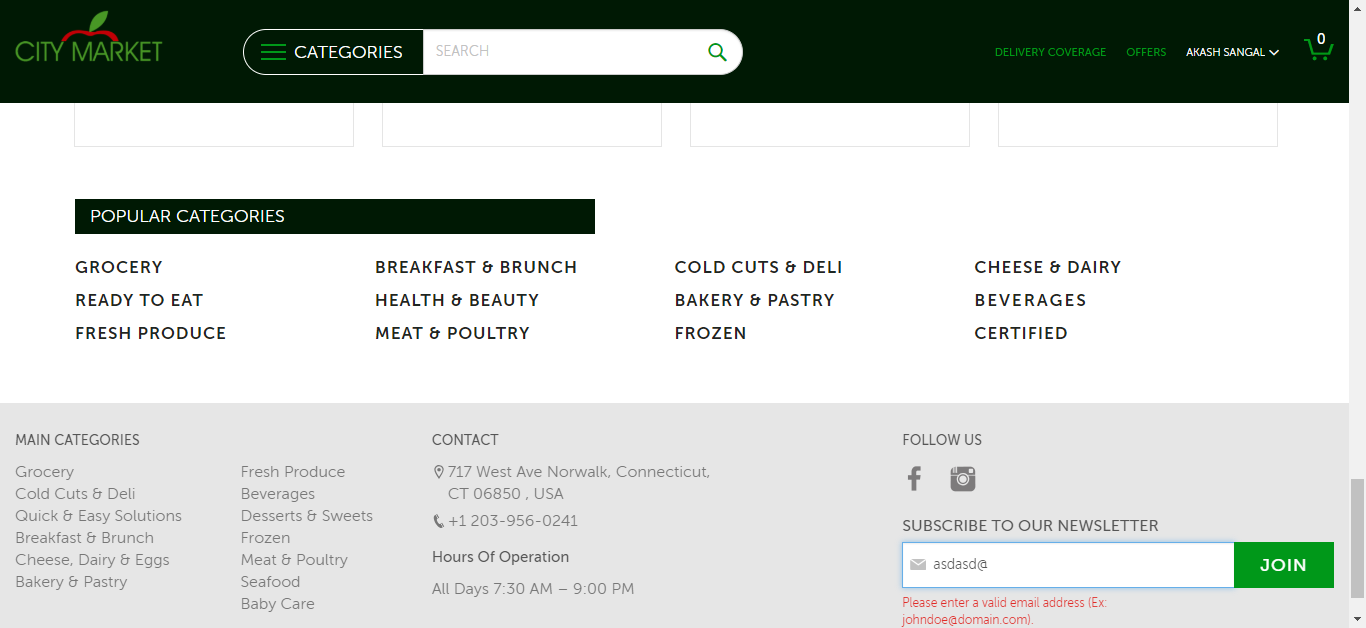 CITY MARKET
CATEGORIES
SEARCH
DELIVERY COVERAGE
OFFERS
AKASH SANGAL
0
POPULAR CATEGORIES
GROCERY
BREAKFAST & BRUNCH
COLD CUTS & DELI
CHEESE & DAIRY
READY TO EAT
HEALTH & BEAUTY
BAKERY & PASTRY
BEVERAGES
FRESH PRODUCE
MEAT & POULTRY
FROZEN
CERTIFIED
MAIN CATEGORIES
Grocery
Cold Cuts & Deli
Quick & Easy Solutions
Breakfast & Brunch
Cheese, Dairy & Eggs
Bakery & Pastry
Fresh Produce
Beverages
Desserts & Sweets
Frozen
Meat & Poultry
Seafood
Baby Care
CONTACT
717 West Ave Norwalk, Connecticut,
CT 06850 , USA
+1 203-956-0241
Hours Of Operation
All Days 7:30 AM – 9:00 PM
FOLLOW US
SUBSCRIBE TO OUR NEWSLETTER
asdasd@
JOIN
Please enter a valid email address (Ex:
johndoe@domain.com).